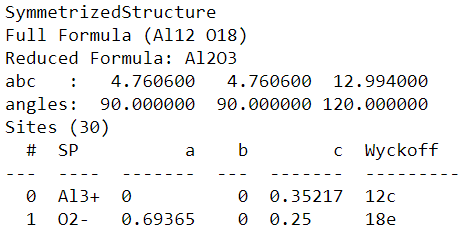 SymmetrizedStructure
Full Formula (Al12 O18)
Reduced Formula: Al2O3
abc   :   4.760600   4.760600  12.994000
angles:  90.000000  90.000000 120.000000
Sites (30)
  #  SP          a    b        c  Wyckoff
---  ----  -------  ---  -------  ---------
  0  Al3+  0          0  0.35217  12c
  1  O2-   0.69365    0  0.25     18e